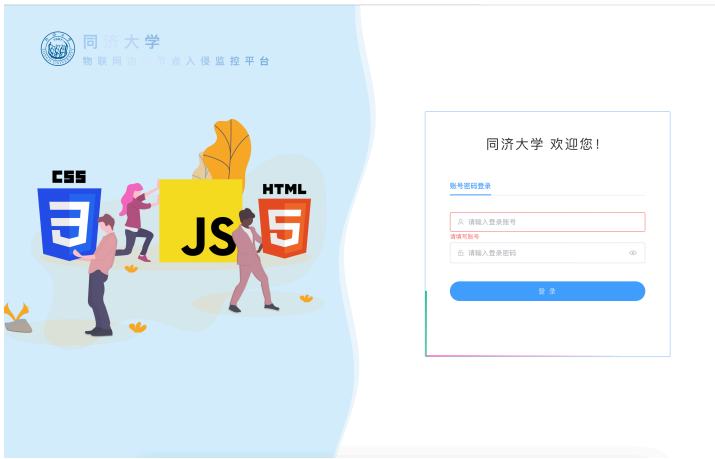 同济大学
物联网边 节点入侵监控平台
CSS
JS
HTML
同济大学 欢迎您！
账号密码登录
请输入登录账号
请填写账号
请输入登录密码
登 录